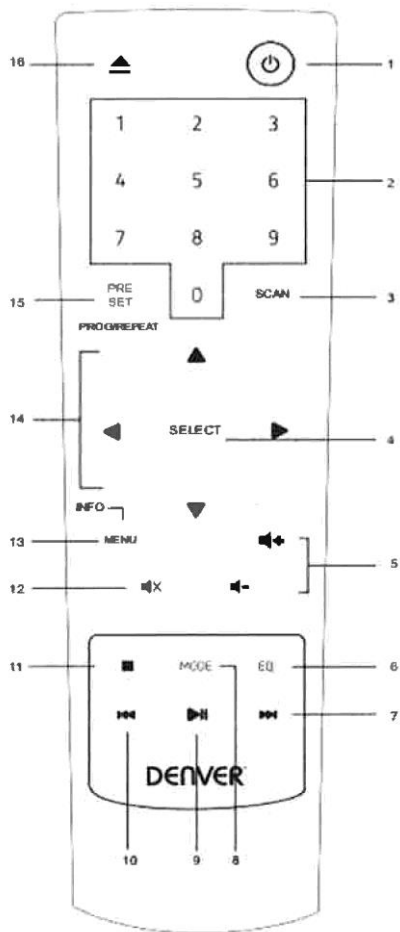 16 1
1 2 3
4 5 6 2
7 8 9
15 PRE SET 0 SCAN 3
PROG/REPEAT
14
SELECT 4
INFO
13 MENU
5
12
11 MODE EQ 6
7
DENVER
10 9 8